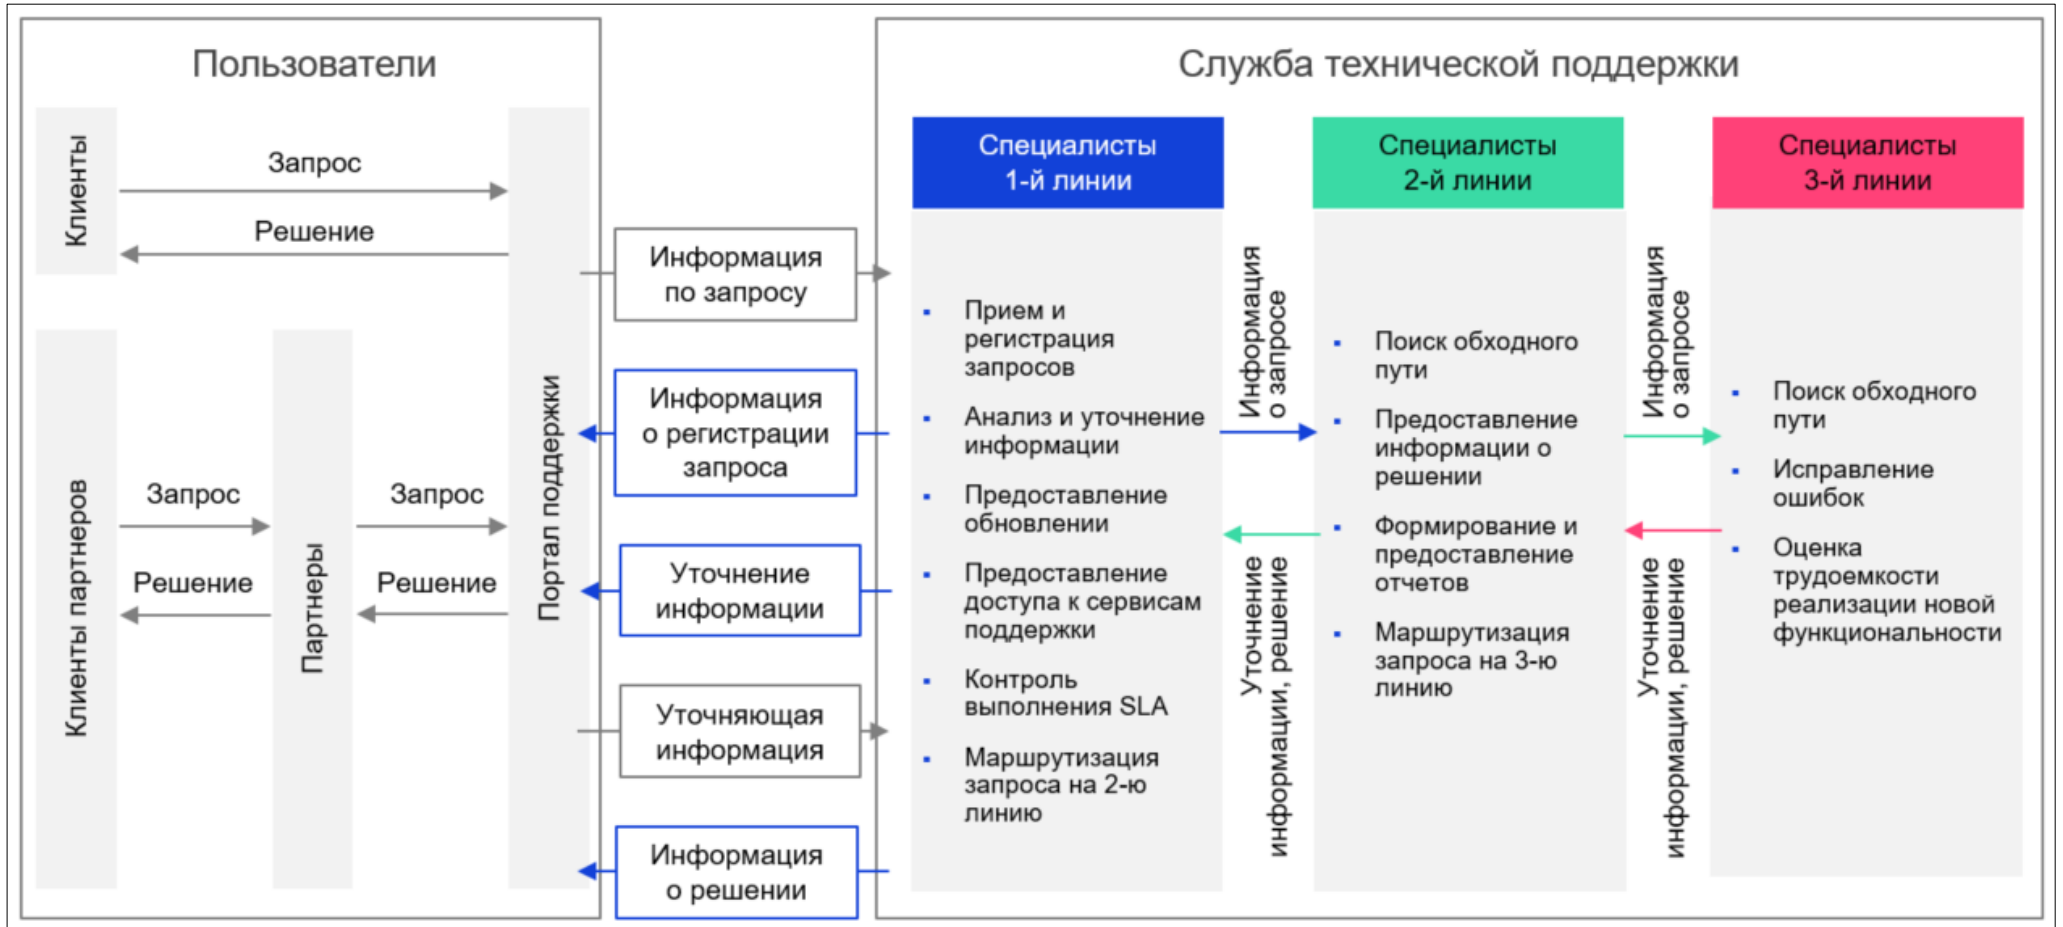 Пользователи
Клиенты
Запрос
Решение
Клиенты партнеров
Запрос
Решение
Партнеры
Запрос
Решение
Портал поддержки
Информация
по запросу
Информация
о регистрации
запроса
Уточнение
информации
Уточняющая
информация
Информация
о решении
Служба технической поддержки
Специалисты
1-й линии
▪ Прием и
регистрация
запросов
▪ Анализ и уточнение
информации
▪ Предоставление
обновлении
▪ Предоставление
доступа к сервисам
поддержки
▪ Контроль
выполнения SLA
▪ Маршрутизация
запроса на 2-ю
линию
Информация
о запросе
Уточнение
информации, решение
Специалисты
2-й линии
▪ Поиск обходного
пути
▪ Предоставление
информации о
решении
▪ Формирование и
предоставление
отчетов
▪ Маршрутизация
запроса на 3-ю
линию
Информация
о запросе
Уточнение
информации, решение
Специалисты
3-й линии
▪ Поиск обходного
пути
▪ Исправление
ошибок
▪ Оценка
трудоемкости
реализации новой
функциональности